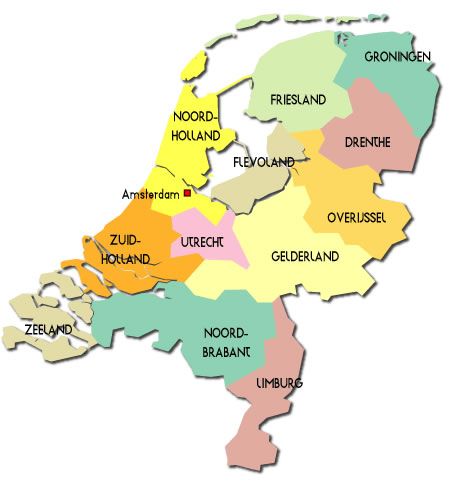 GRONINGEN
FRIESLAND
NOORD-
HOLLAND
DRENTHE
FLEVOLAND
Amsterdam
OVERIJSSEL
ZUID-
HOLLAND
UTRECHT
GELDERLAND
ZEELAND
NOORD-
BRABANT
LIMBURG